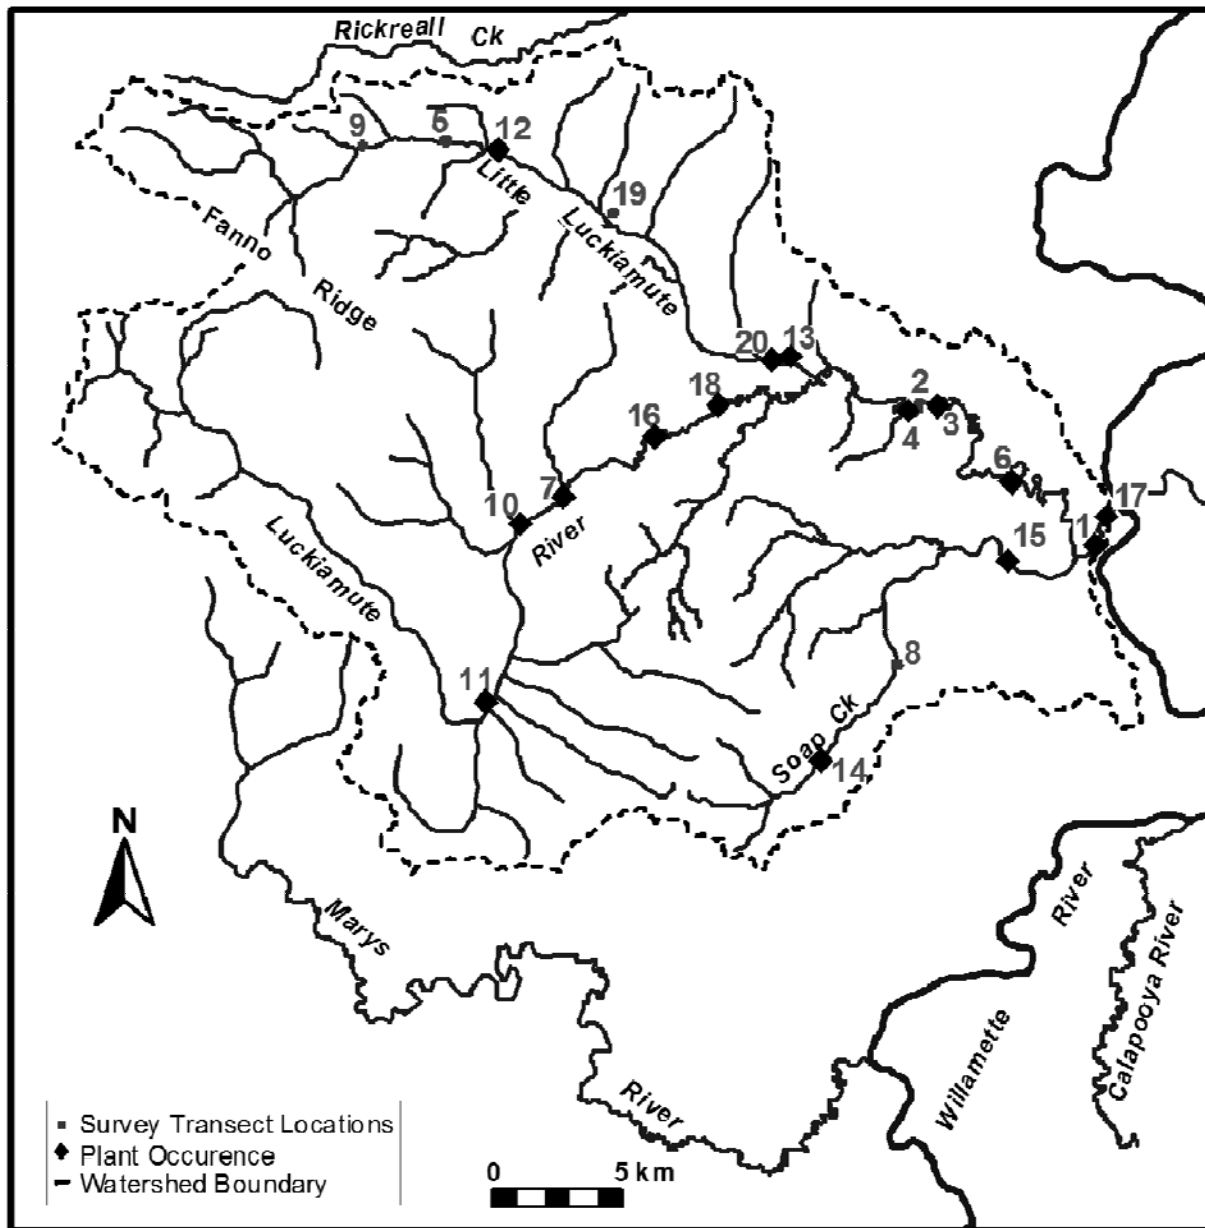 Rickreall Ck
9
5
12
Little
19
Luckiamute
Fanno
Ridge
20
13
18
2
3
4
16
6
7
10
17
River
15
1
Luckiamute
8
11
Soap Ck
14
N
Marys
River
River
Calapooya River
Willamette
Survey Transect Locations
Plant Occurence
Watershed Boundary
0 5 km